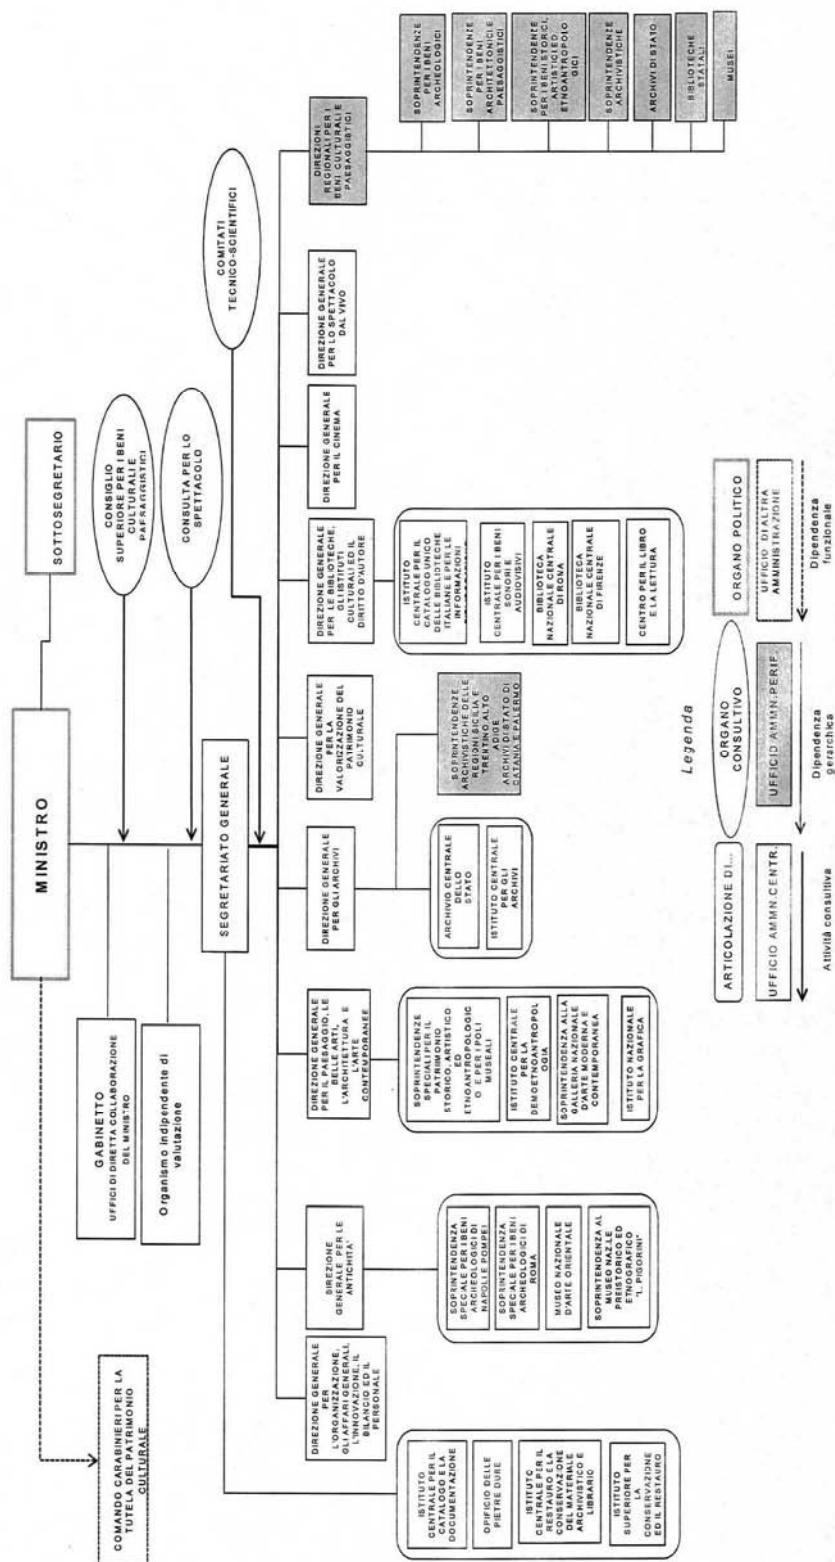 MINISTRO
SOTTOSEGRETARIO
COMANDO CARABINIERI PER LA
TUTELA DEL PATRIMONIO
CULTURALE
GABINETTO
UFFICI DI DIRETTA COLLABORAZIONE
DEL MINISTRO
Organismo indipendente di
valutazione
CONSIGLIO
SUPERIORE PER I BENI
CULTURALI E
PAESAGGISTICI
CONSULTA PER LO
SPETTACOLO
SEGRETARIATO GENERALE
COMITATI
TECNICO-SCIENTIFICI
ISTITUTO
CENTRALE PER IL
CATALOGO E LA
DOCUMENTAZIONE
OPIFICIO DELLE
PIETRE DURE
ISTITUTO
CENTRALE PER IL
RESTAURO E LA
CONSERVAZIONE
DEL MATERIALE
ARCHIVISTICO E
LIBRARIO
ISTITUTO
SUPERIORE PER
LA
CONSERVAZIONE
ED IL RESTAURO
DIREZIONE GENERALE
PER
L'ORGANIZZAZIONE,
GLI AFFARI GENERALI,
L'INNOVAZIONE, IL
BILANCIO ED IL
PERSONALE
DIREZIONE
GENERALE PER LE
ANTICHITA'
SOPRINTENDENZA
SPECIALE PER I BENI
ARCHEOLOGICI DI
NAPOLI E POMPEI
SOPRINTENDENZA
SPECIALE PER I BENI
ARCHEOLOGICI DI
ROMA
MUSEO NAZIONALE
D'ARTE ORIENTALE
SOPRINTENDENZA AL
MUSEO NAZ.LE
PREISTORICO ED
ETNOGRAFICO
"L. PIGORINI"
DIREZIONE GENERALE
PER IL PAESAGGIO, LE
BELLE ARTI,
L'ARCHITETTURA E
L'ARTE
CONTEMPORANEE
SOPRINTENDENZE
SPECIALI PER IL
PATRIMONIO
STORICO, ARTISTICO
ED
ETNOANTROPOLOGIC
O E PER I POLI
MUSEALI
ISTITUTO CENTRALE
PER LA
DEMOETNOANTROPOL
OGIA
SOPRINTENDENZA ALLA
GALLERIA NAZIONALE
D'ARTE MODERNA E
CONTEMPORANEA
ISTITUTO NAZIONALE
PER LA GRAFICA
DIREZIONE GENERALE
PER GLI ARCHIVI
ARCHIVIO CENTRALE
DELLO
STATO
ISTITUTO CENTRALE
PER GLI
ARCHIVI
SOPRINTENDENZE
ARCHIVISTICHE DELLE
REGIONI SICILIA E
TRENTINO ALTO
ADIGE
ARCHIVI DI STATO DI
CATANIA E PALERMO
DIREZIONE GENERALE
PER LA
VALORIZZAZIONE DEL
PATRIMONIO
CULTURALE
DIREZIONE GENERALE
PER LE BIBLIOTECHE,
GLI ISTITUTI
CULTURALI ED IL
DIRITTO D'AUTORE
ISTITUTO
CENTRALE PER IL
CATALOGO UNICO
DELLE BIBLIOTECHE
ITALIANE E PER LE
INFORMAZIONI
ISTITUTO
CENTRALE PER I BENI
SONORI E
AUDIOVISIVI
BIBLIOTECA
NAZIONALE CENTRALE
DI ROMA
BIBLIOTECA
NAZIONALE CENTRALE
DI FIRENZE
CENTRO PER IL LIBRO
E LA LETTURA
DIREZIONE GENERALE
PER IL CINEMA
DIREZIONE GENERALE
PER LO SPETTACOLO
DAL VIVO
DIREZIONI
REGIONALI PER I
BENI CULTURALI E
PAESAGGISTICI
SOPRINTENDENZE
PER I BENI
ARCHEOLOGICI
SOPRINTENDENZE
PER I BENI
ARCHITETTONICI E
PAESAGGISTICI
SOPRINTENDENZE
PER I BENI STORICI,
ARTISTICI ED
ETNOANTROPOLO
GICI
SOPRINTENDENZE
ARCHIVISTICHE
ARCHIVI DI STATO
BIBLIOTECHE
STATALI
MUSEI
Legenda
ARTICOLAZIONE DI...
ORGANO
CONSULTIVO
ORGANO POLITICO
UFFICIO AMMN.CENTR.
UFFICIO AMMN.PERIF.
UFFICIO DI ALTRA
AMMINISTRAZIONE
Attività consultiva
Dipendenza
gerarchica
Dipendenza
funzionale